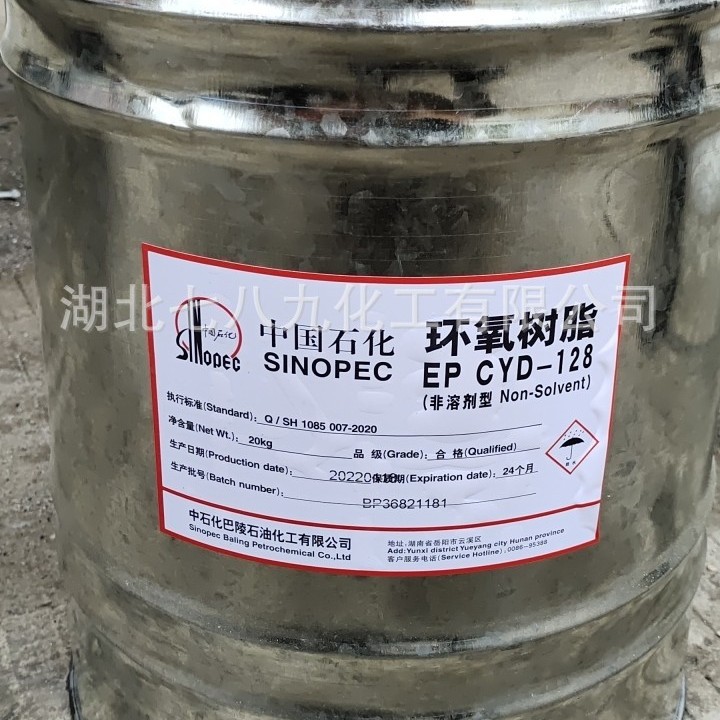 湖北七八九化工有限公司
中国石化
SINOPEC
中国石化
SINOPEC
环氧树脂
EP CYD-128
(非溶剂型 Non-Solvent)
执行标准(Standard): Q / SH 1085 007-2020
净含量(Net Wt.): 20kg
品 级(Grade): 合 格(Qualified)
生产日期(Production date):
保质期(Expiration date): 24个月
生产批号(Batch number): BP36821181
中石化巴陵石油化工有限公司
Sinopec Baling Petrochemical Co.,Ltd
地址:湖南省岳阳市云溪区
Add:Yunxi district Yueyang city Hunan province
客户服务电话(Service Hotline): 0086-95388